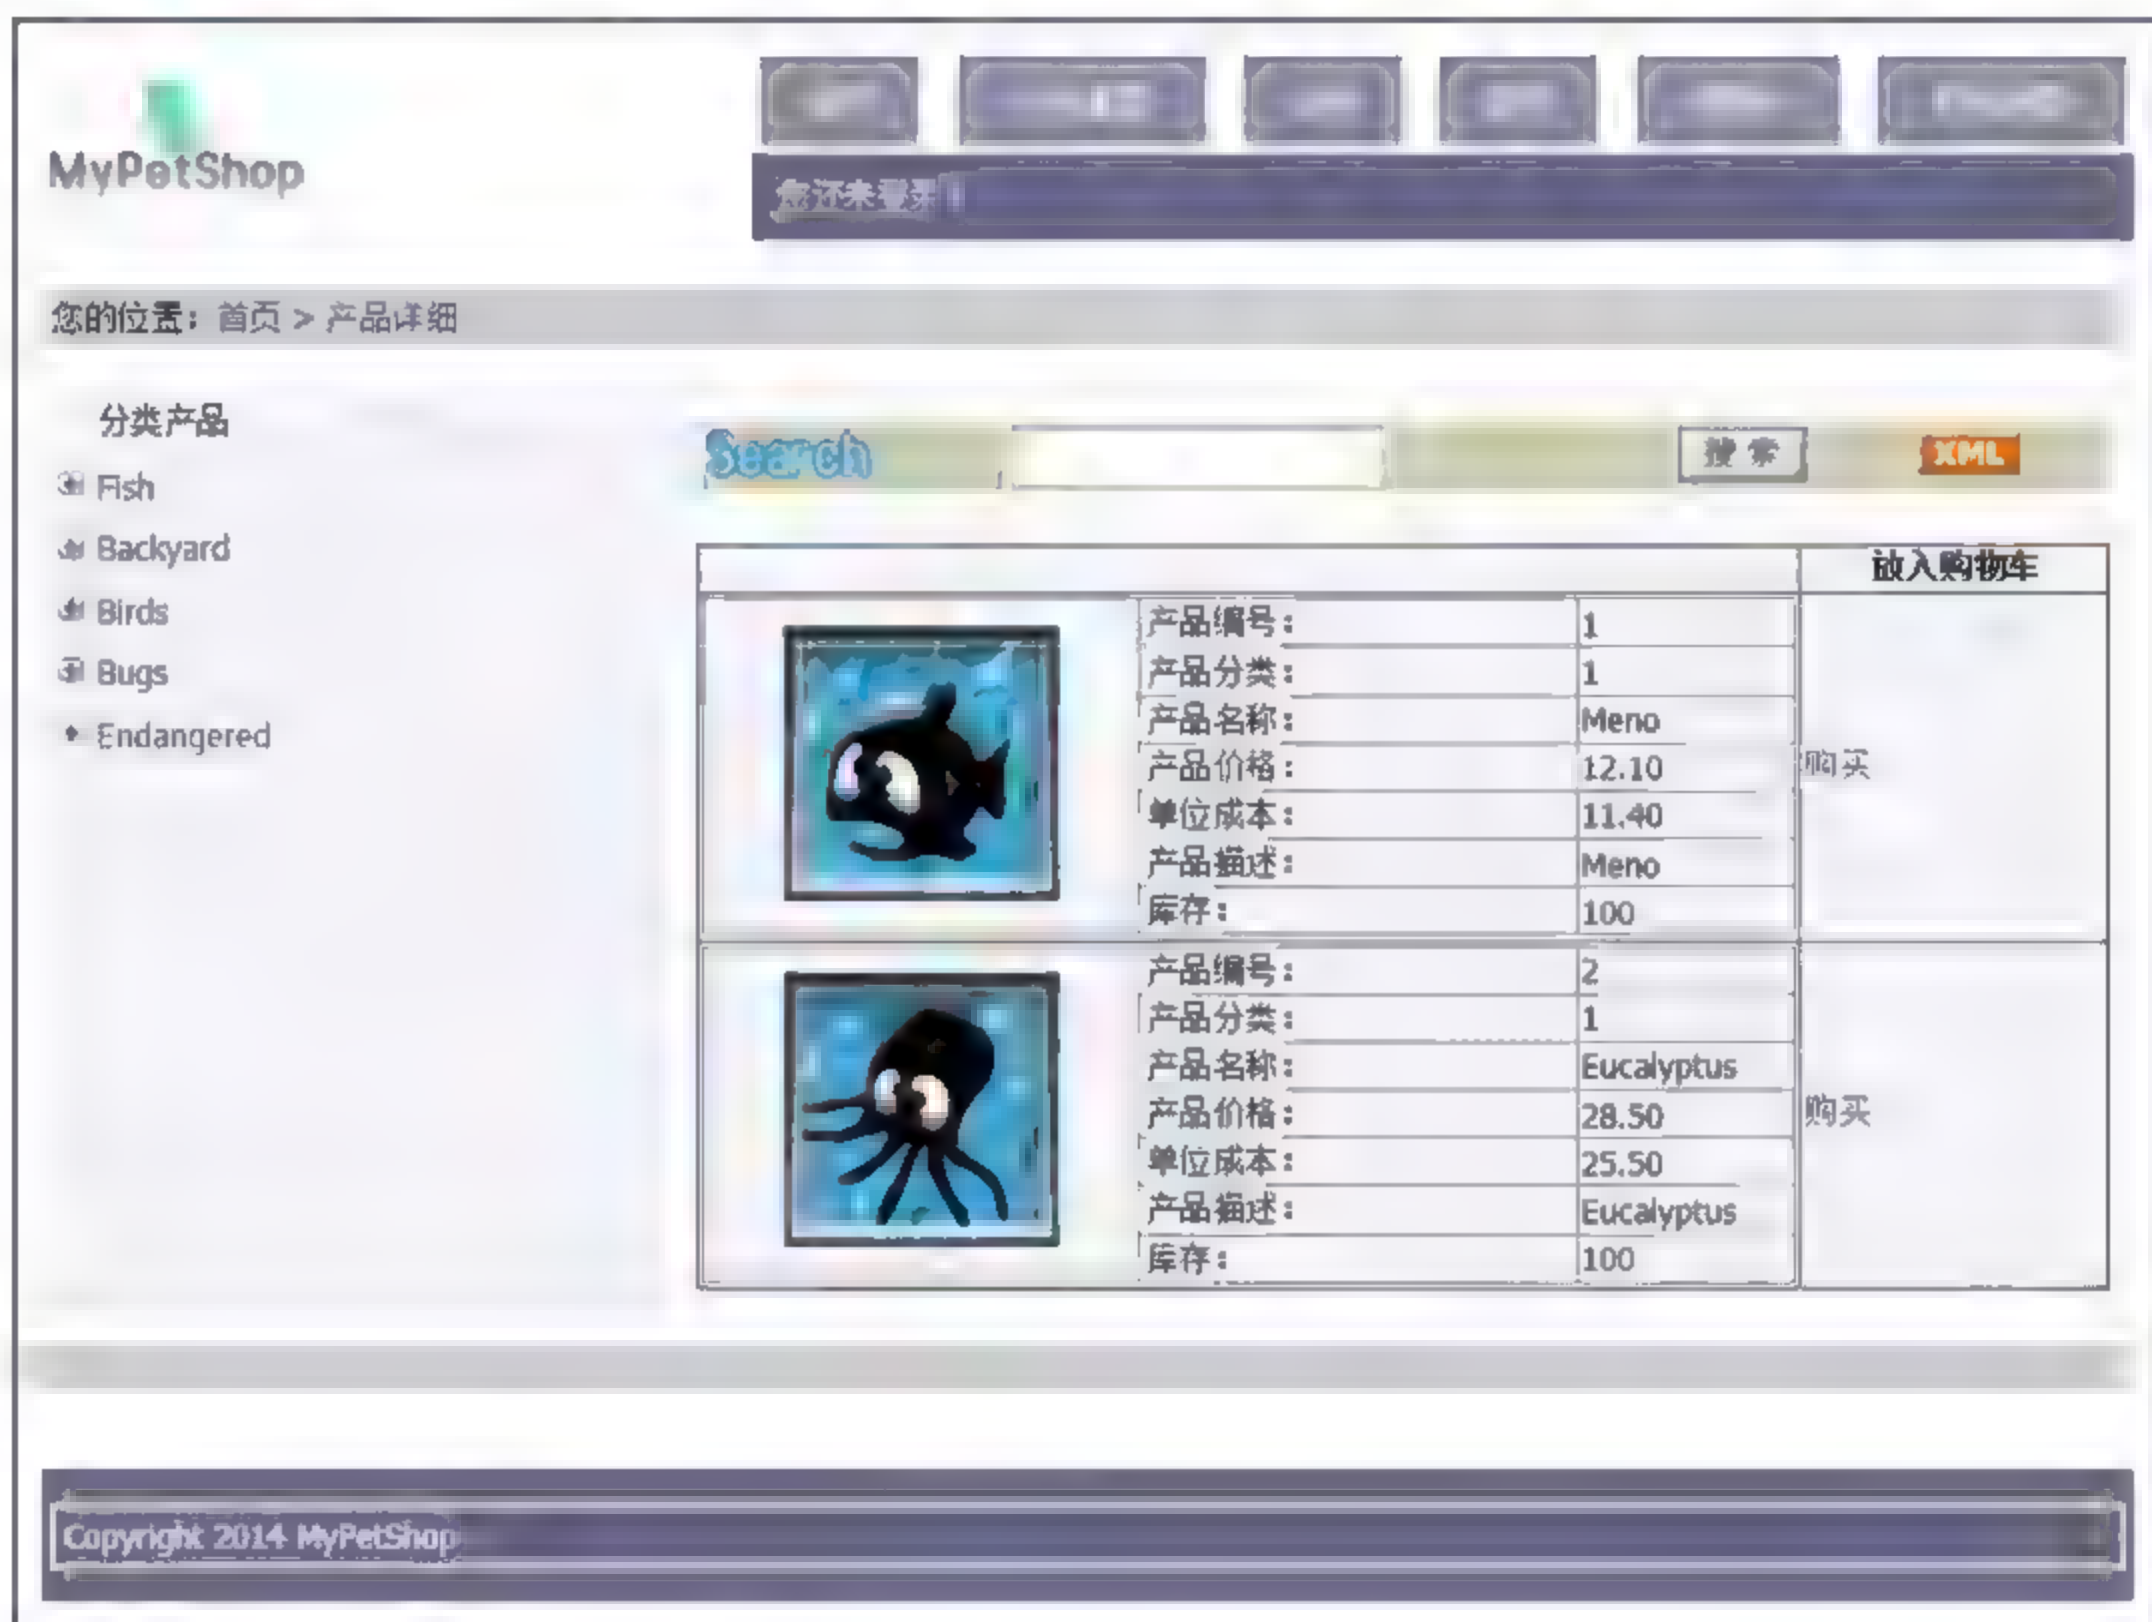 MyPetShop
您还未登录
您的位置：首页 > 产品详细
分类产品
Fish
Backyard
Birds
Bugs
Endangered
Search
搜 索
XML
放入购物车
产品编号： 1
产品分类： 1
产品名称： Meno
产品价格： 12.10
单位成本： 11.40
产品描述： Meno
库存： 100
购买
产品编号： 2
产品分类： 1
产品名称： Eucalyptus
产品价格： 28.50
单位成本： 25.50
产品描述： Eucalyptus
库存： 100
购买
Copyright 2014 MyPetShop